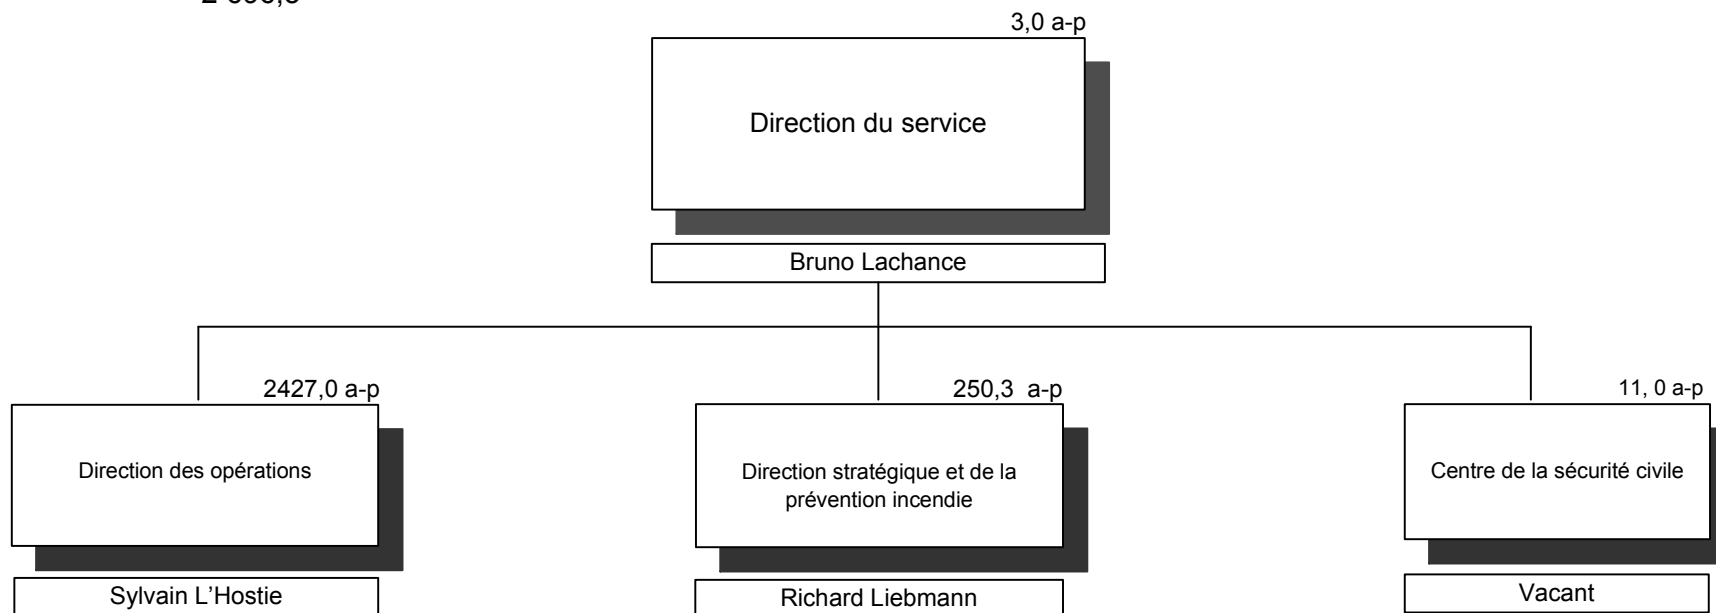 3,0 a-p
Direction du service
Bruno Lachance
2427,0 a-p
Direction des opérations
Sylvain L’Hostie
250,3 a-p
Direction stratégique et de la
prévention incendie
Richard Liebmann
11, 0 a-p
Centre de la sécurité civile
Vacant